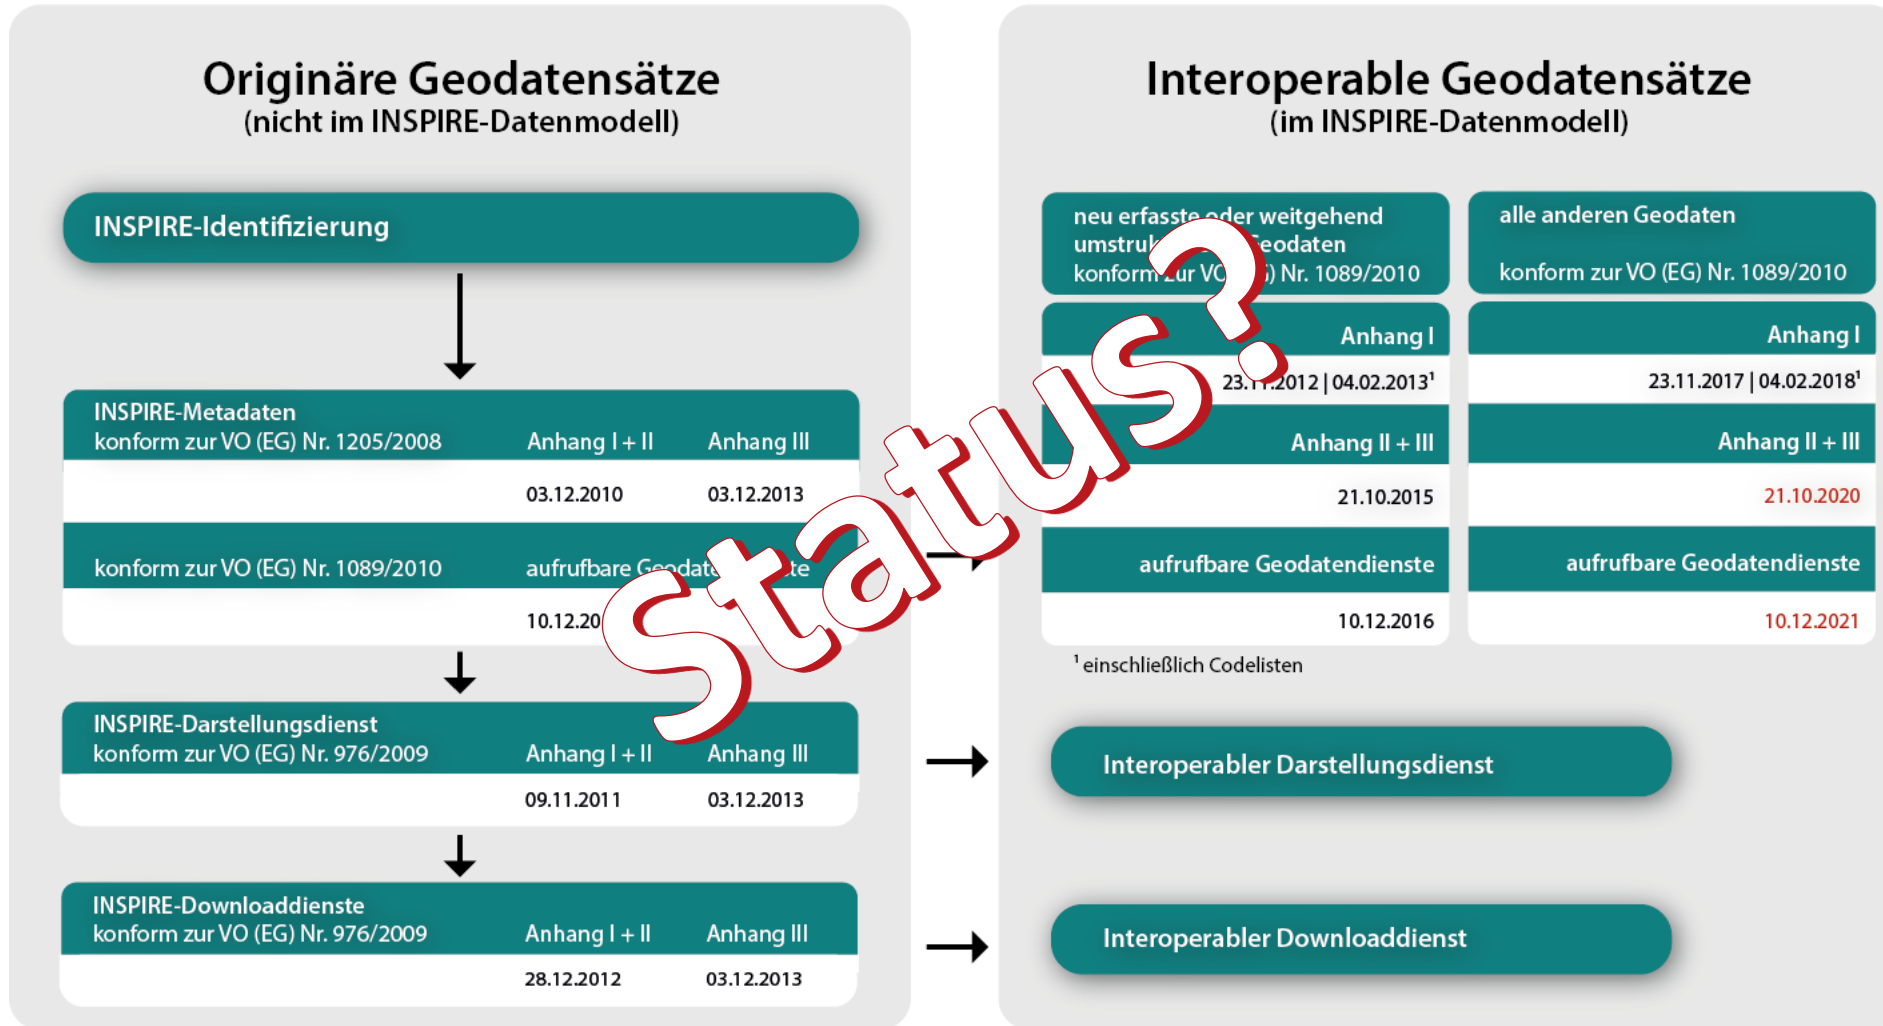 Originäre Geodatensätze
(nicht im INSPIRE-Datenmodell)
INSPIRE-Identifizierung
INSPIRE-Metadaten
konform zur VO (EG) Nr. 1205/2008 Anhang I + II Anhang III
03.12.2010 03.12.2013
konform zur VO (EG) Nr. 1089/2010 aufrufbare
INSPIRE-Darstellungsdienst
konform zur VO (EG) Nr. 976/2009 Anhang I + II Anhang III
09.11.2011 03.12.2013
INSPIRE-Downloaddienste
konform zur VO (EG) Nr. 976/2009 Anhang I + II Anhang III
28.12.2012 03.12.2013
Status?
Interoperable Geodatensätze
(im INSPIRE-Datenmodell)
neu erfasste oder weitgehend
Geodaten
konform zur VO Nr. 1089/2010
Anhang I
23.11.2012 | 04.02.2013¹
Anhang II + III
21.10.2015
aufrufbare Geodatendienste
10.12.2016
¹ einschließlich Codelisten
alle anderen Geodaten
konform zur VO (EG) Nr. 1089/2010
Anhang I
23.11.2017 | 04.02.2018¹
Anhang II + III
21.10.2020
aufrufbare Geodatendienste
10.12.2021
Interoperabler Darstellungsdienst
Interoperabler Downloaddienst